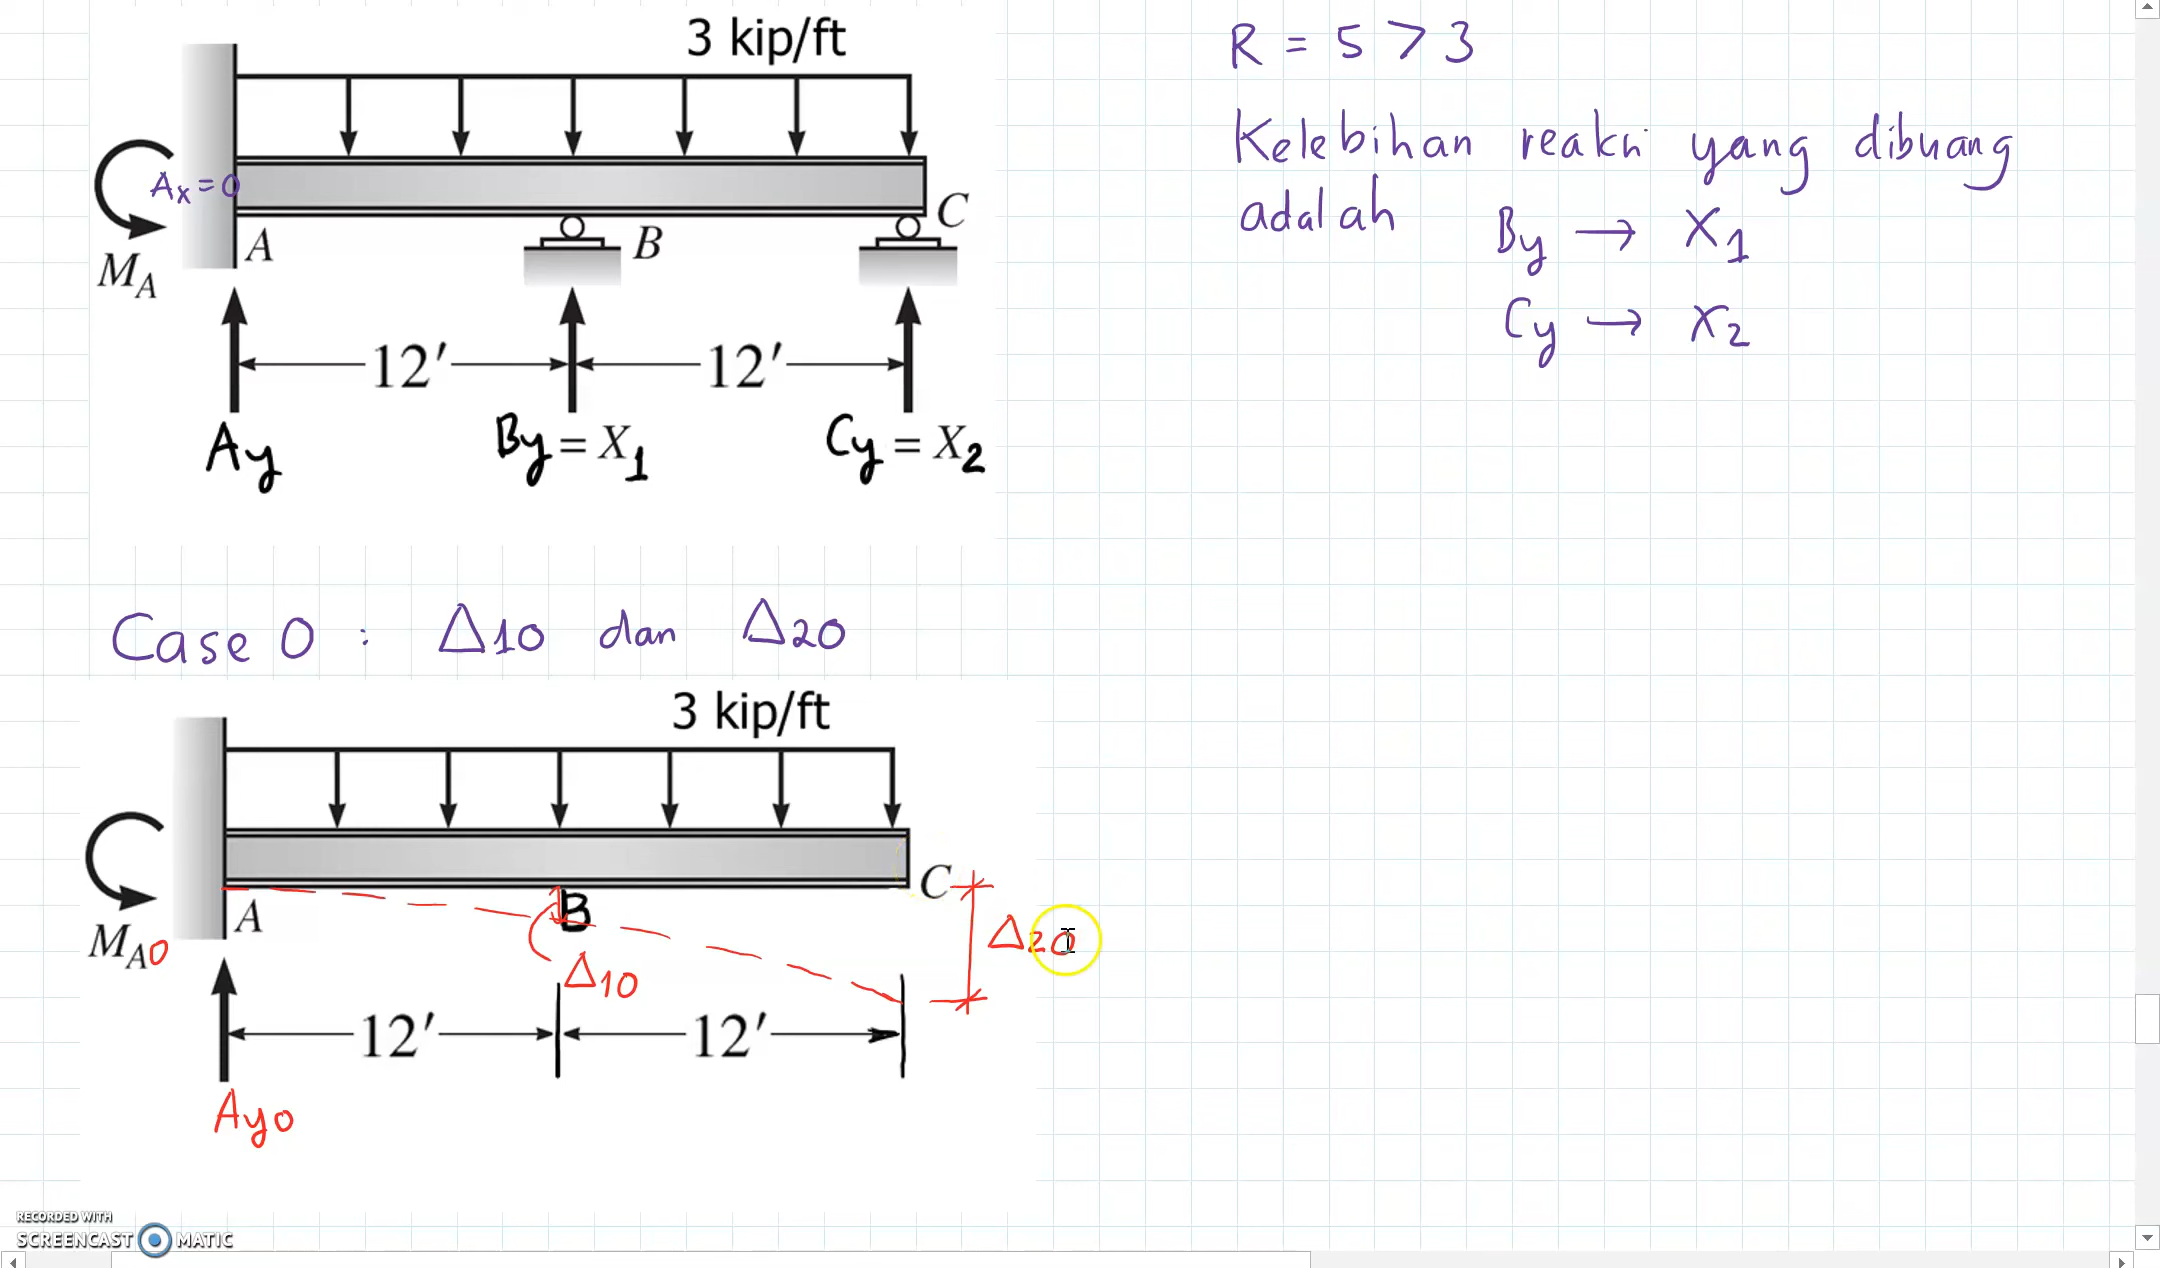 3 kip/ft
R = 5 > 3
Kelebihan reaksi yang dibuang
adalah By → X1
Cy → X2
Ax = 0
A
B
C
MA
12′ 12′
Ay By = X1 Cy = X2
Case 0 : Δ10 dan Δ20
3 kip/ft
C
A
B
MA0
Δ20
Δ10
12′ 12′
Ay0
RECORDED WITH
SCREENCAST MATIC